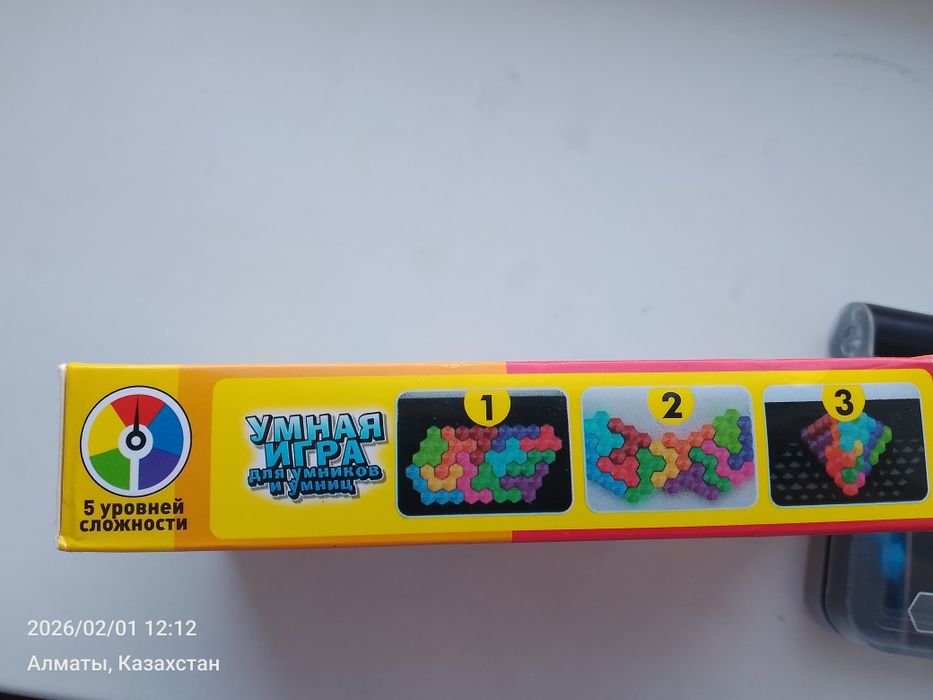 5 уровней
сложности
УМНАЯ
ИГРА
для умников
и умниц
1
2
3
2026/02/01 12:12
Алматы, Казахстан